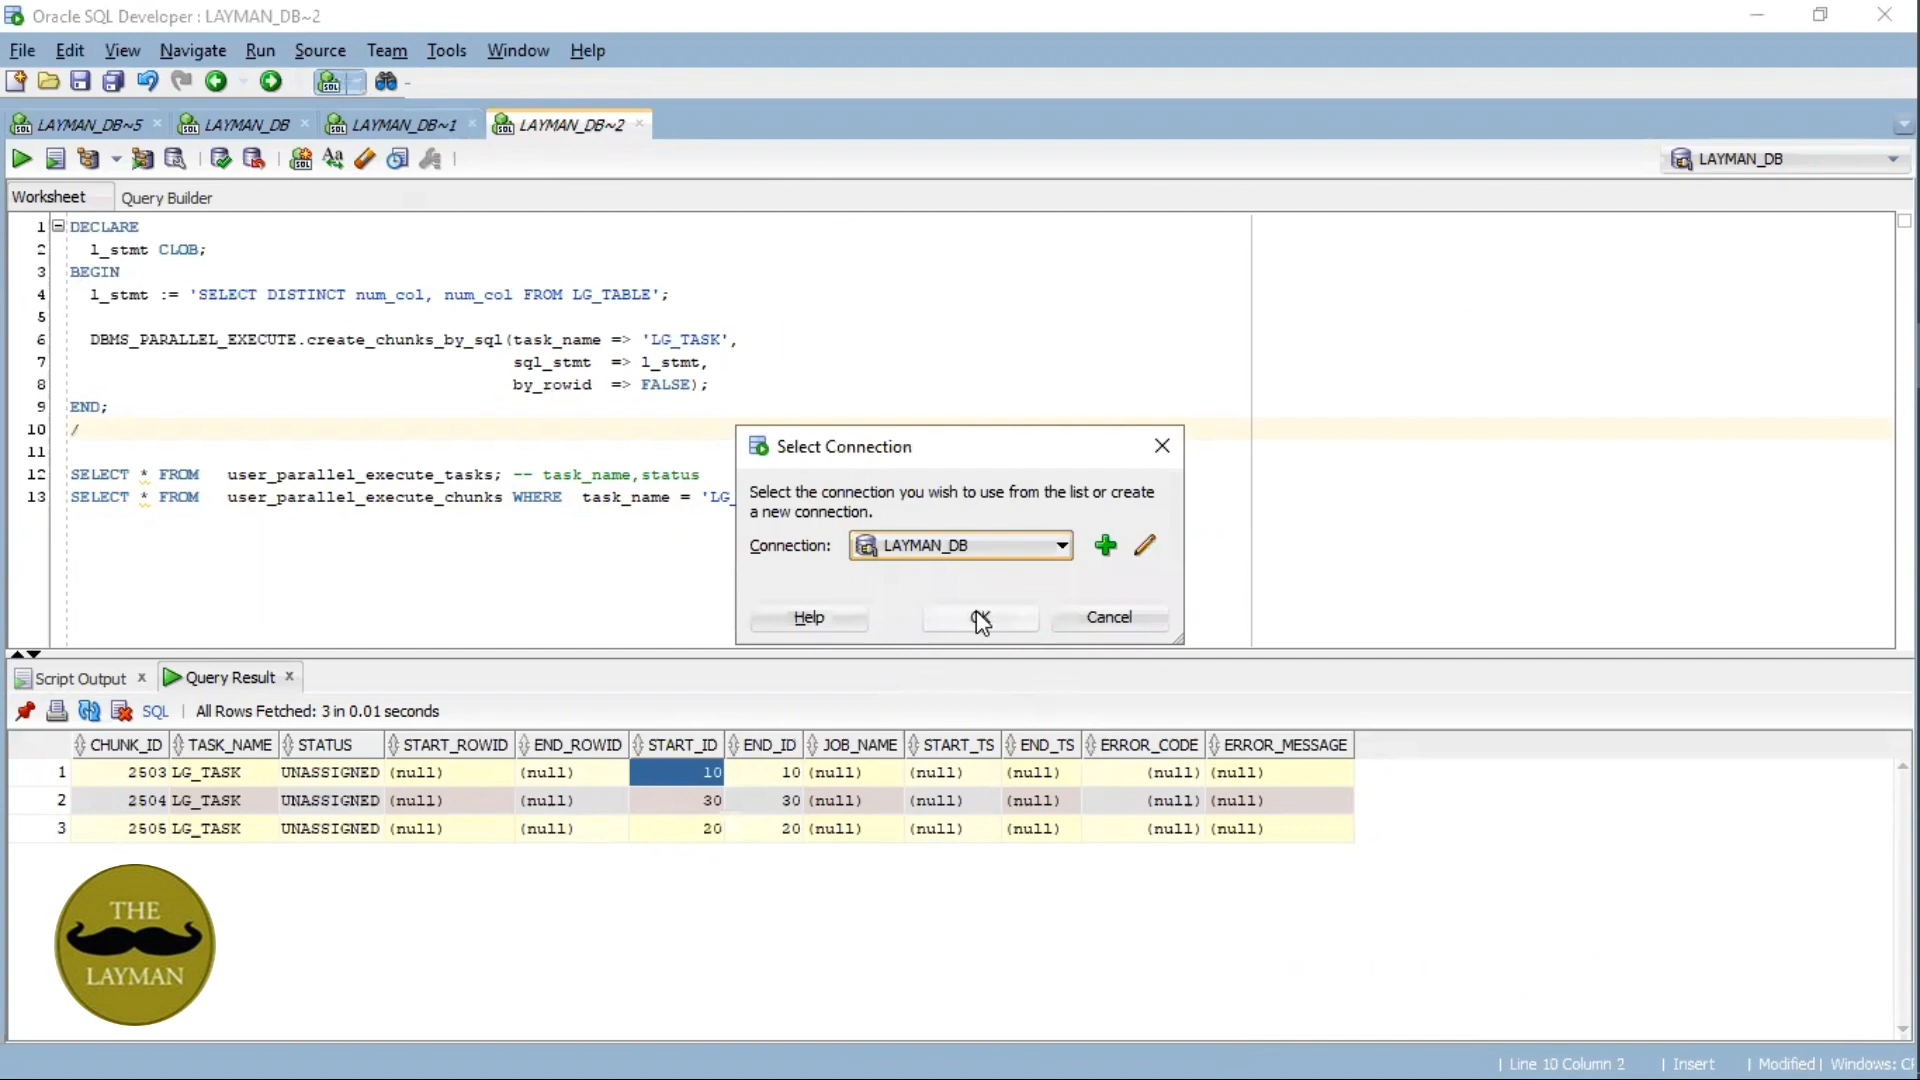 Oracle SQL Developer : LAYMAN_DB~2
File Edit View Navigate Run Source Team Tools Window Help
LAYMAN_DB~5 LAYMAN_DB LAYMAN_DB~1 LAYMAN_DB~2
LAYMAN_DB
Worksheet Query Builder
1 DECLARE
2 l_stmt CLOB;
3 BEGIN
4 l_stmt := 'SELECT DISTINCT num_col, num_col FROM LG_TABLE';
5
6 DBMS_PARALLEL_EXECUTE.create_chunks_by_sql(task_name => 'LG_TASK',
7 sql_stmt => l_stmt,
8 by_rowid => FALSE);
9 END;
10 /
11
12 SELECT * FROM user_parallel_execute_tasks; -- task_name,status
13 SELECT * FROM user_parallel_execute_chunks WHERE task_name = 'LG_
Select Connection
Select the connection you wish to use from the list or create
a new connection.
Connection: LAYMAN_DB
Help OK Cancel
Script Output x Query Result x
SQL | All Rows Fetched: 3 in 0.01 seconds
CHUNK_ID TASK_NAME STATUS START_ROWID END_ROWID START_ID END_ID JOB_NAME START_TS END_TS ERROR_CODE ERROR_MESSAGE
1 2503 LG_TASK UNASSIGNED (null) (null) 10 10 (null) (null) (null) (null) (null)
2 2504 LG_TASK UNASSIGNED (null) (null) 30 30 (null) (null) (null) (null) (null)
3 2505 LG_TASK UNASSIGNED (null) (null) 20 20 (null) (null) (null) (null) (null)
THE
LAYMAN
| Line 10 Column 2 | Insert | Modified | Windows: